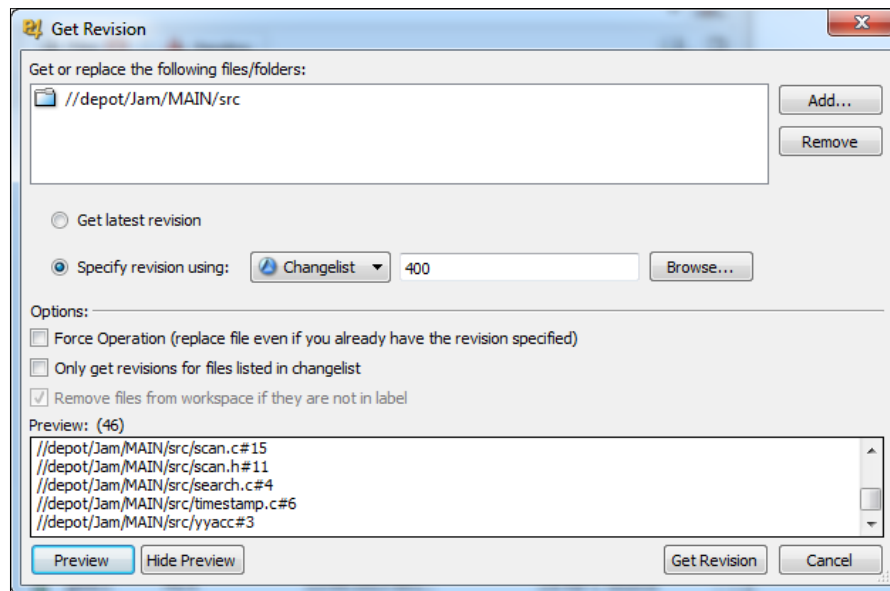 Get Revision
Get or replace the following files/folders:
//depot/Jam/MAIN/src
Add...
Remove
Get latest revision
Specify revision using: Changelist 400 Browse...
Options:
Force Operation (replace file even if you already have the revision specified)
Only get revisions for files listed in changelist
Remove files from workspace if they are not in label
Preview: (46)
//depot/Jam/MAIN/src/scan.c#15
//depot/Jam/MAIN/src/scan.h#11
//depot/Jam/MAIN/src/search.c#4
//depot/Jam/MAIN/src/timestamp.c#6
//depot/Jam/MAIN/src/yyacc#3
Preview Hide Preview Get Revision Cancel